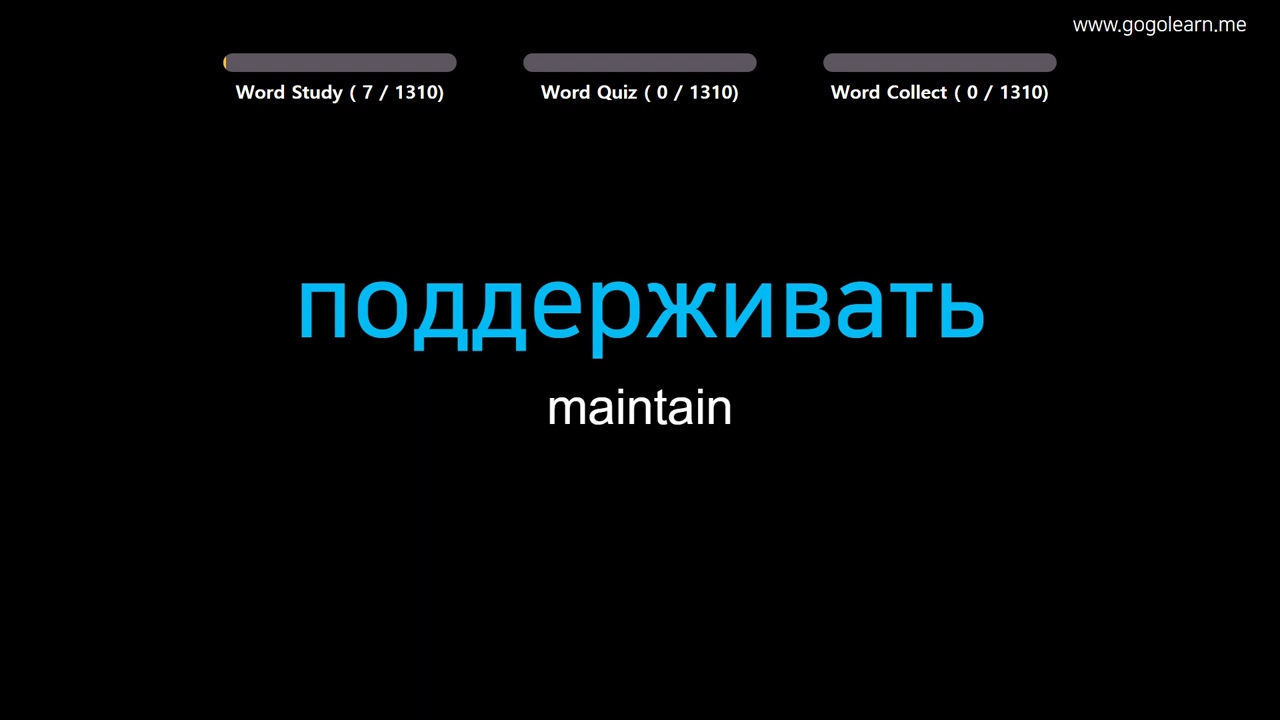 www.gogolearn.me
Word Study ( 7 / 1310)
Word Quiz ( 0 / 1310)
Word Collect ( 0 / 1310)
поддерживать
maintain